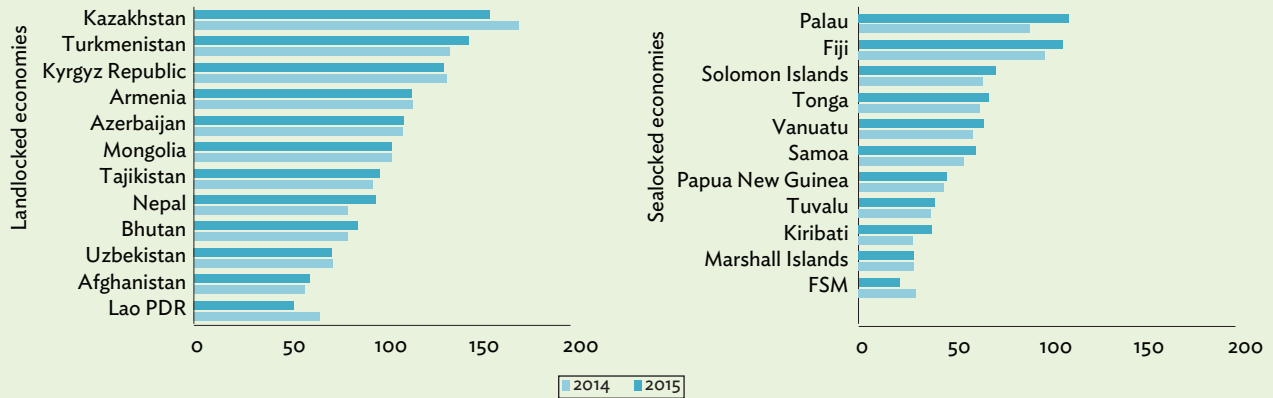 Landlocked economies
Kazakhstan
Turkmenistan
Kyrgyz Republic
Armenia
Azerbaijan
Mongolia
Tajikistan
Nepal
Bhutan
Uzbekistan
Afghanistan
Lao PDR
0 50 100 150 200
Sealocked economies
Palau
Fiji
Solomon Islands
Tonga
Vanuatu
Samoa
Papua New Guinea
Tuvalu
Kiribati
Marshall Islands
FSM
0 50 100 150 200
2014 2015